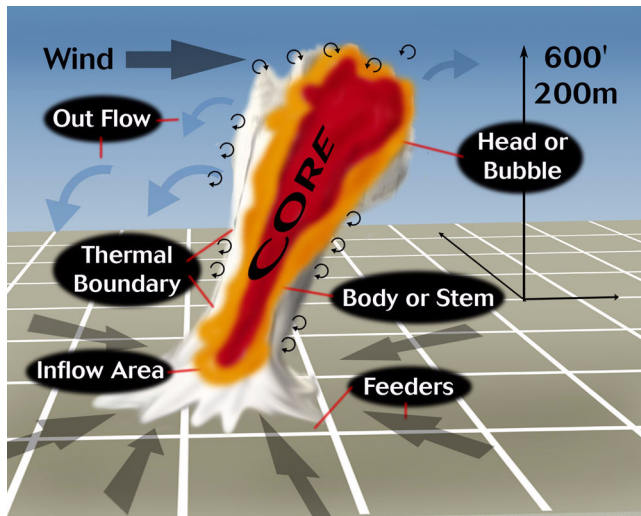 Wind
600'
200m
Out Flow
Head or
Bubble
CORE
Thermal
Boundary
Body or Stem
Inflow Area
Feeders